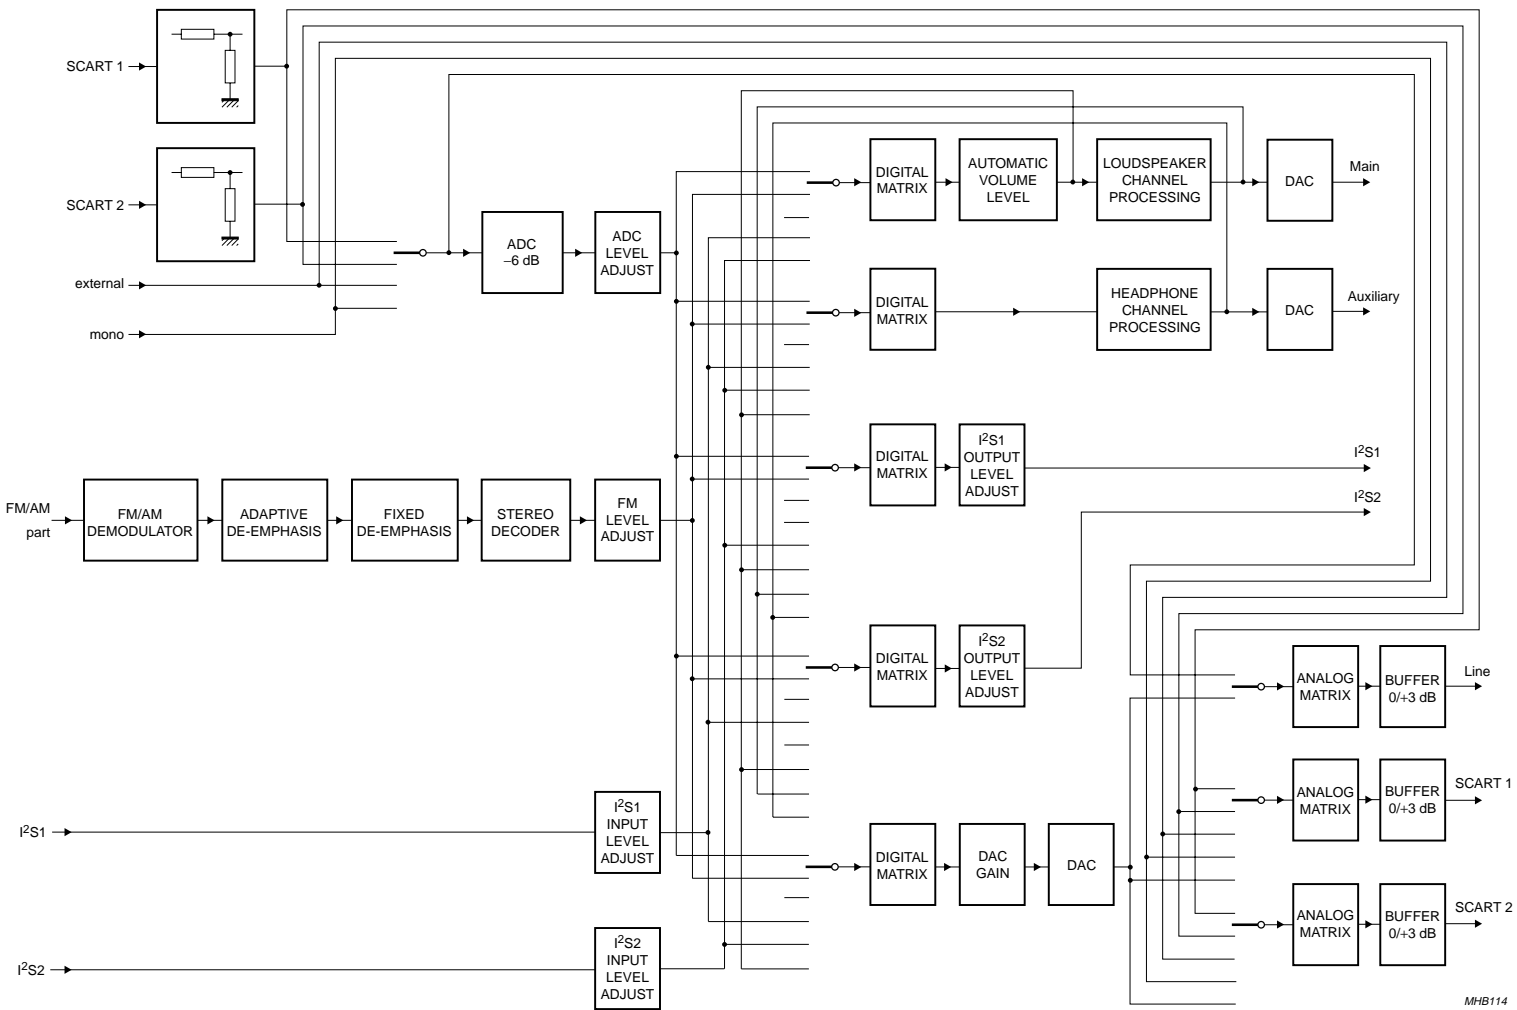 SCART 1
SCART 2
external
mono
ADC
–6 dB
ADC
LEVEL
ADJUST
DIGITAL
MATRIX
AUTOMATIC
VOLUME
LEVEL
LOUDSPEAKER
CHANNEL
PROCESSING
DAC
Main
DIGITAL
MATRIX
HEADPHONE
CHANNEL
PROCESSING
DAC
Auxiliary
DIGITAL
MATRIX
I²S1
OUTPUT
LEVEL
ADJUST
I²S1
I²S2
FM/AM
part
FM/AM
DEMODULATOR
ADAPTIVE
DE-EMPHASIS
FIXED
DE-EMPHASIS
STEREO
DECODER
FM
LEVEL
ADJUST
DIGITAL
MATRIX
I²S2
OUTPUT
LEVEL
ADJUST
ANALOG
MATRIX
BUFFER
0/+3 dB
Line
I²S1
I²S1
INPUT
LEVEL
ADJUST
DIGITAL
MATRIX
DAC
GAIN
DAC
ANALOG
MATRIX
BUFFER
0/+3 dB
SCART 1
I²S2
I²S2
INPUT
LEVEL
ADJUST
ANALOG
MATRIX
BUFFER
0/+3 dB
SCART 2
MHB114